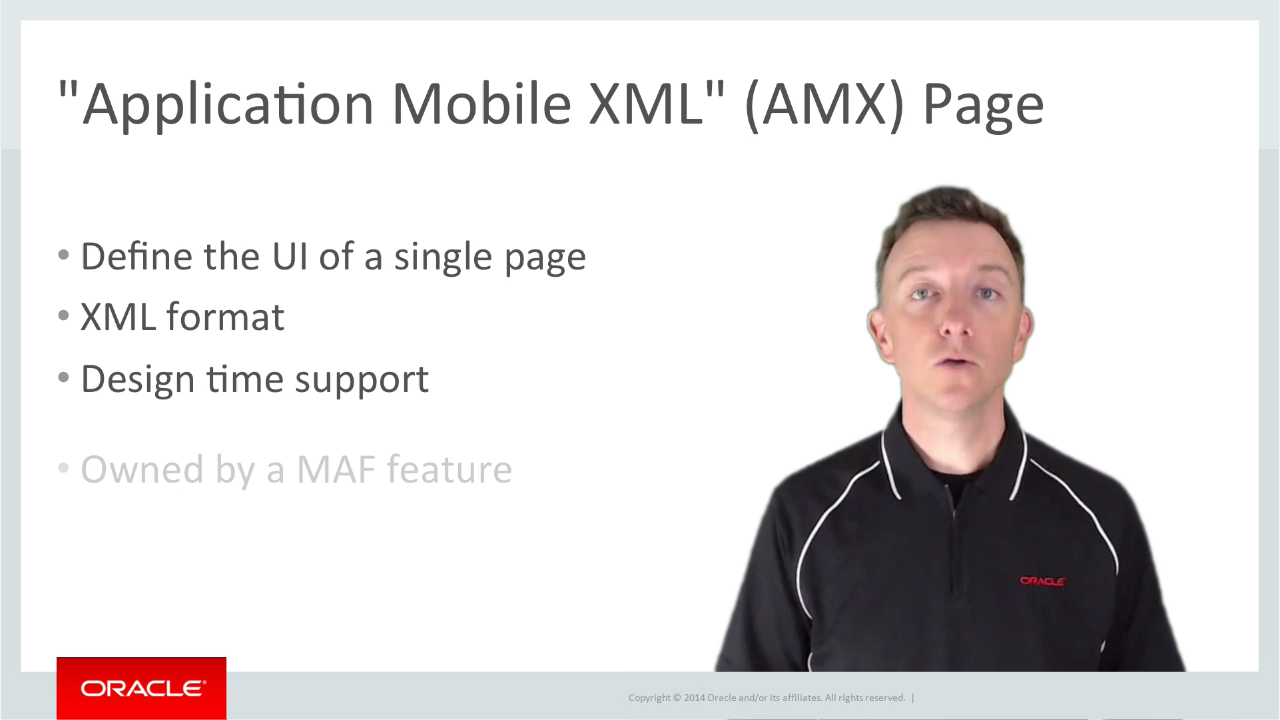 "Application Mobile XML" (AMX) Page
• Define the UI of a single page
• XML format
• Design time support
• Owned by a MAF feature
ORACLE
ORACLE®
Copyright © 2014 Oracle and/or its affiliates. All rights reserved. |